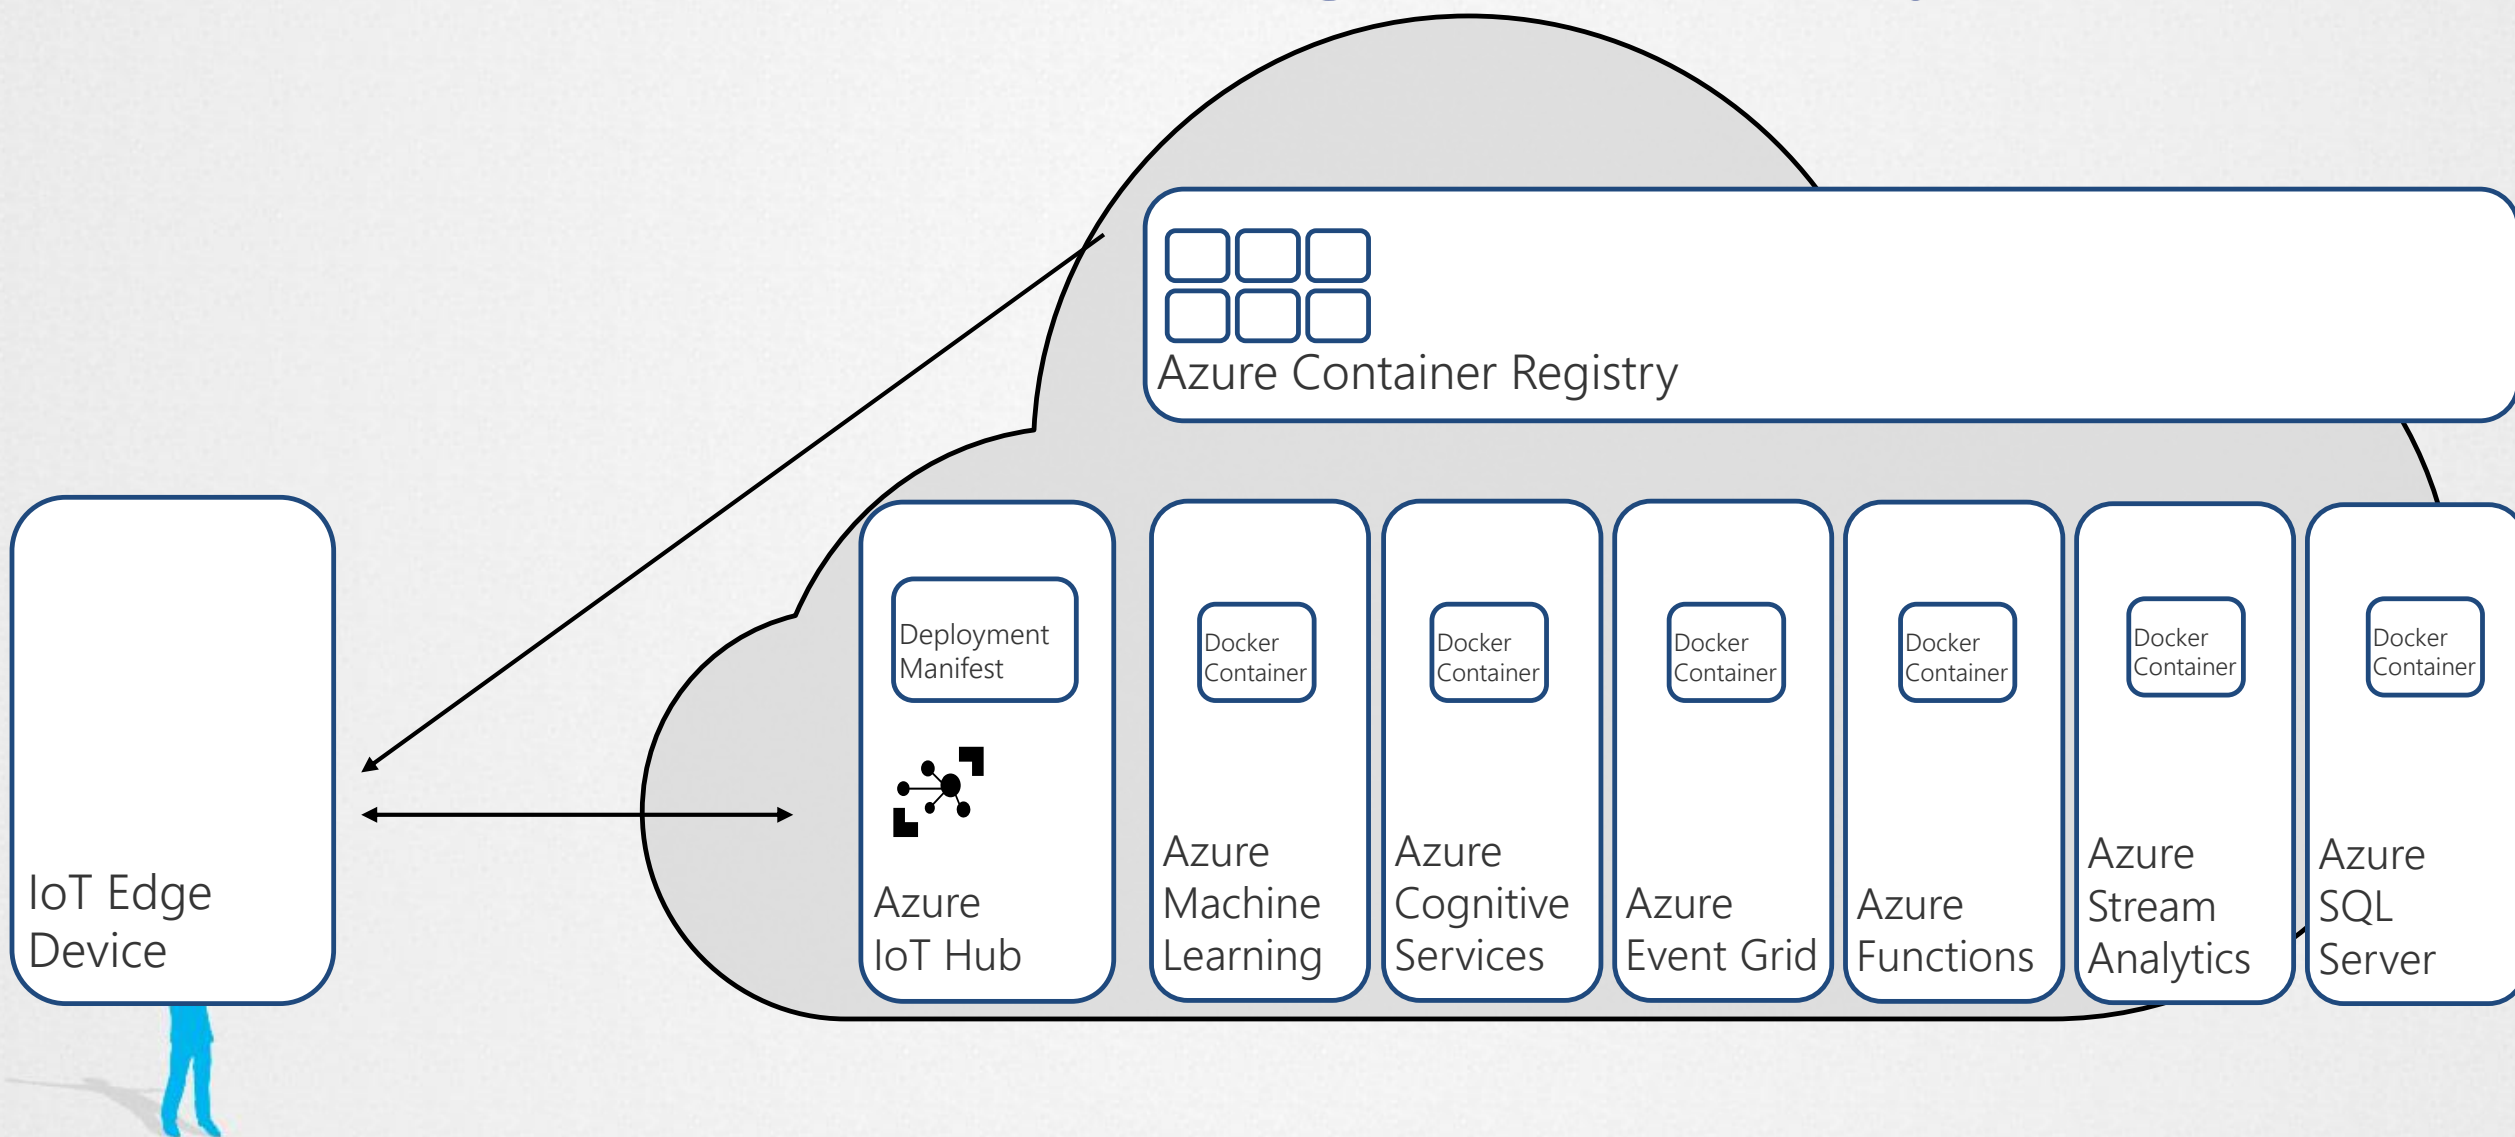 Azure Container Registry
IoT Edge
Device
Deployment
Manifest
Azure
IoT Hub
Docker
Container
Azure
Machine
Learning
Docker
Container
Azure
Cognitive
Services
Docker
Container
Azure
Event Grid
Docker
Container
Azure
Functions
Docker
Container
Azure
Stream
Analytics
Docker
Container
Azure
SQL
Server